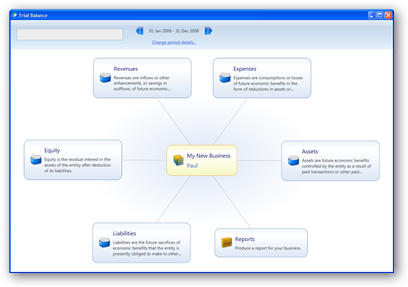 Trial Balance
01 Jan 2006 - 31 Dec 2006
Change period details...
Revenues
Revenues are inflows or other
enhancements, or savings in
outflows, of future economic...
Expenses
Expenses are consumptions or losses
of future economic benefits in the
form of reductions in assets or...
Equity
Equity is the residual interest in the
assets of the entity after deduction
of its liabilities.
My New Business
Paul
Assets
Assets are future economic benefits
controlled by the entity as a result of
past transactions or other past...
Liabilities
Liabilities are the future sacrifices of
economic benefits that the entity is
presently obliged to make to other...
Reports
Produce a report for your business.